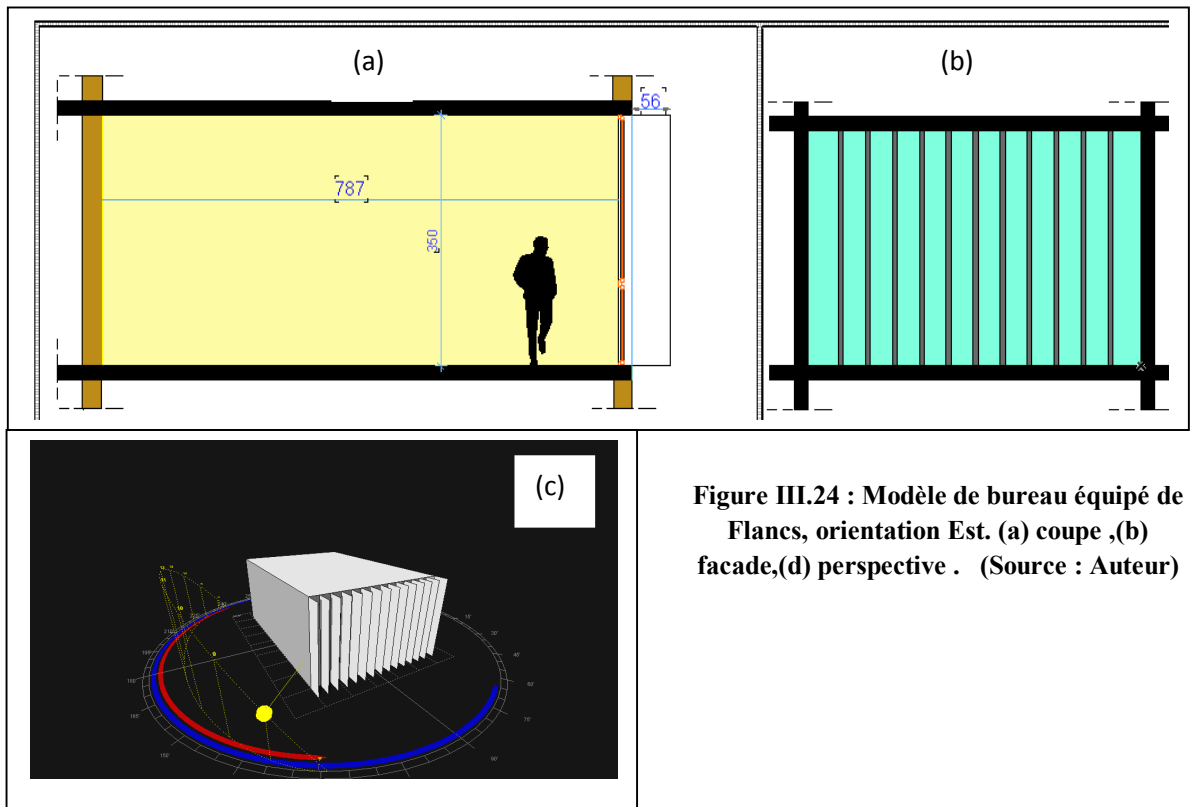 (a)
(b)
56
787
350
(c)
Figure III.24 : Modèle de bureau équipé de
Flancs, orientation Est. (a) coupe ,(b)
facade,(d) perspective . (Source : Auteur)